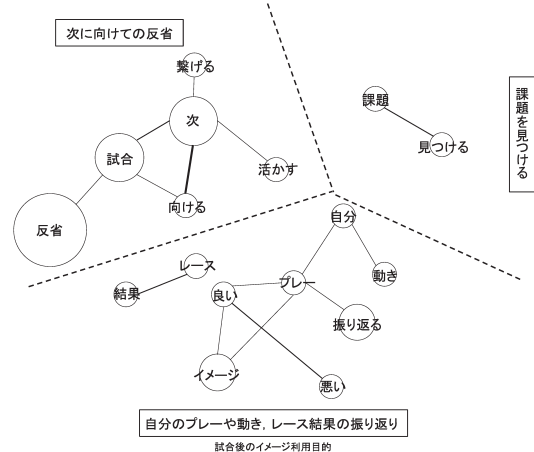 次に向けての反省
繋げる
次
試合
活かす
向ける
反省
課題
見つける
課題を見つける
自分
動き
レース
結果
プレー
良い
振り返る
イメージ
悪い
自分のプレーや動き, レース結果の振り返り
試合後のイメージ利用目的